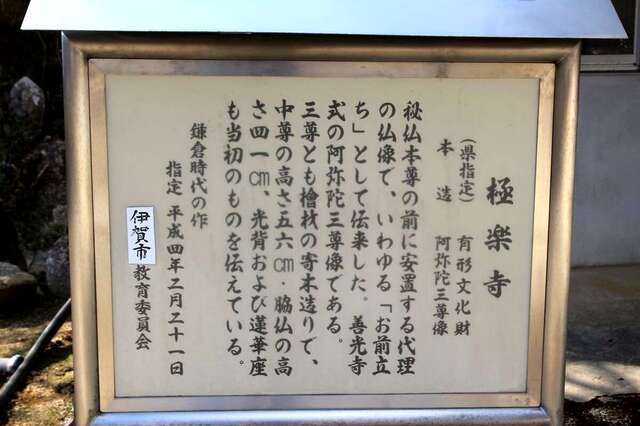 極楽寺
(県指定) 有形文化財
本造 阿弥陀三尊像
秘仏本尊の前に安置する代理
の仏像で、いわゆる「お前立
ち」として伝来した。善光寺
式の阿弥陀三尊像である。
三尊とも檜材の寄木造りで、
中尊の高さ五六㎝・脇仏の高
さ四一㎝、光背および蓮華座
も当初のものを伝えている。
鎌倉時代の作
指定 平成四年二月二十一日
伊賀市教育委員会